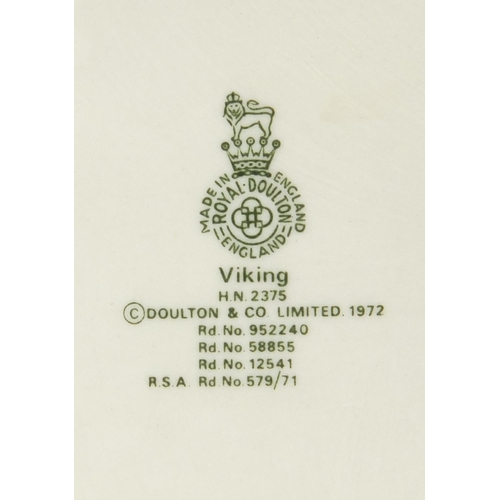 MADE IN ENGLAND
ROYAL·DOULTON
ENGLAND
Viking
H.N. 2375
©DOULTON & CO. LIMITED. 1972
Rd. No. 952240
Rd. No. 58855
Rd. No. 12541
R.S.A. Rd No 579/71